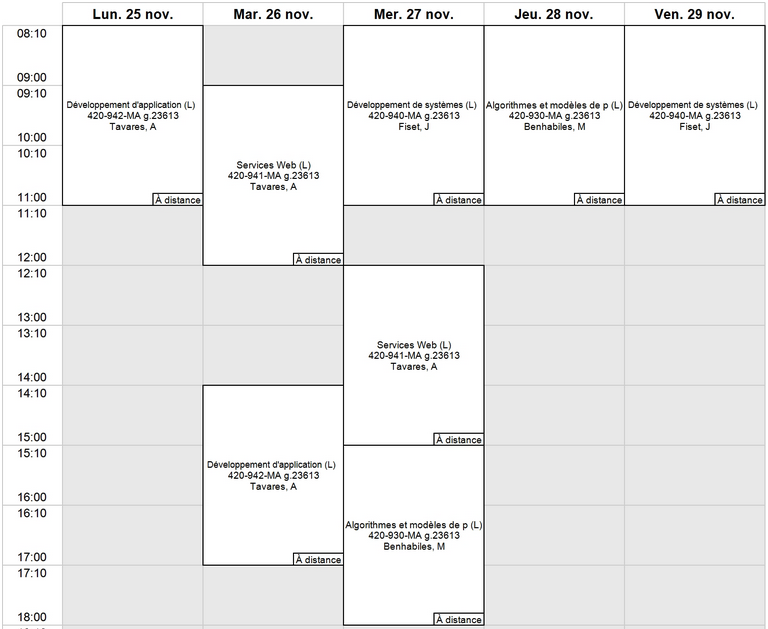 Lun. 25 nov. Mar. 26 nov. Mer. 27 nov. Jeu. 28 nov. Ven. 29 nov.
08:10
09:00
09:10
10:00
10:10
11:00
11:10
12:00
12:10
13:00
13:10
14:00
14:10
15:00
15:10
16:00
16:10
17:00
17:10
18:00
Développement d'application (L)
420-942-MA g.23613
Tavares, A
À distance
Services Web (L)
420-941-MA g.23613
Tavares, A
À distance
Développement d'application (L)
420-942-MA g.23613
Tavares, A
À distance
Développement de systèmes (L)
420-940-MA g.23613
Fiset, J
À distance
Services Web (L)
420-941-MA g.23613
Tavares, A
À distance
Algorithmes et modèles de p (L)
420-930-MA g.23613
Benhabiles, M
À distance
Algorithmes et modèles de p (L)
420-930-MA g.23613
Benhabiles, M
À distance
Développement de systèmes (L)
420-940-MA g.23613
Fiset, J
À distance